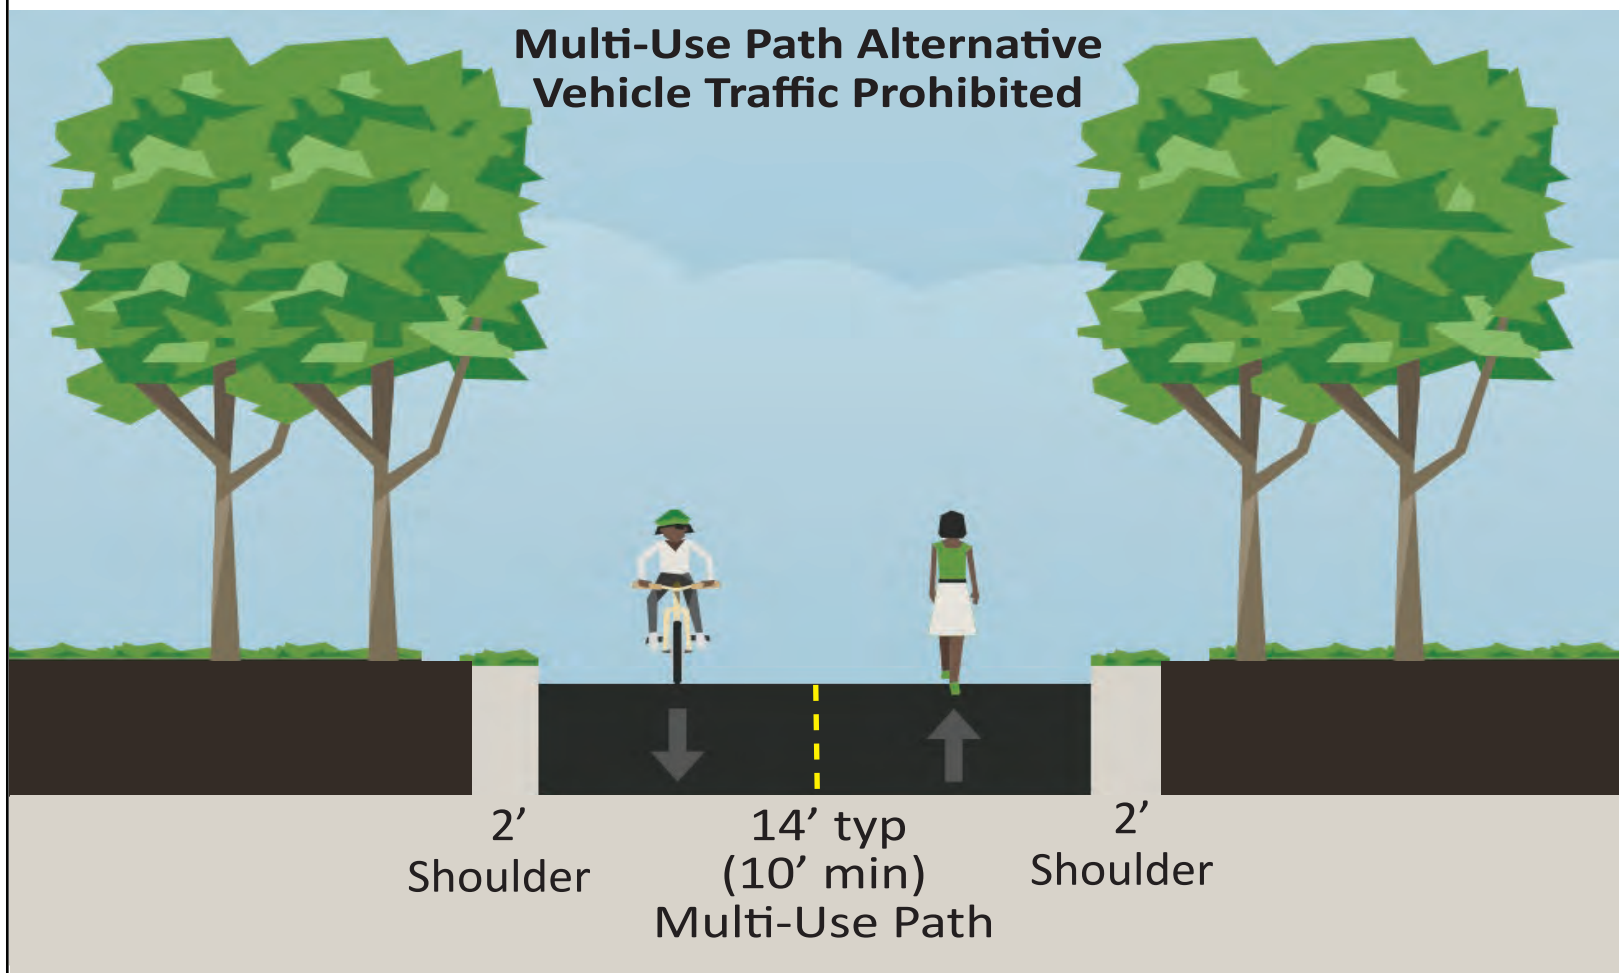 Multi-Use Path Alternative
Vehicle Traffic Prohibited
2’
Shoulder
14’ typ
(10’ min)
Multi-Use Path
2’
Shoulder